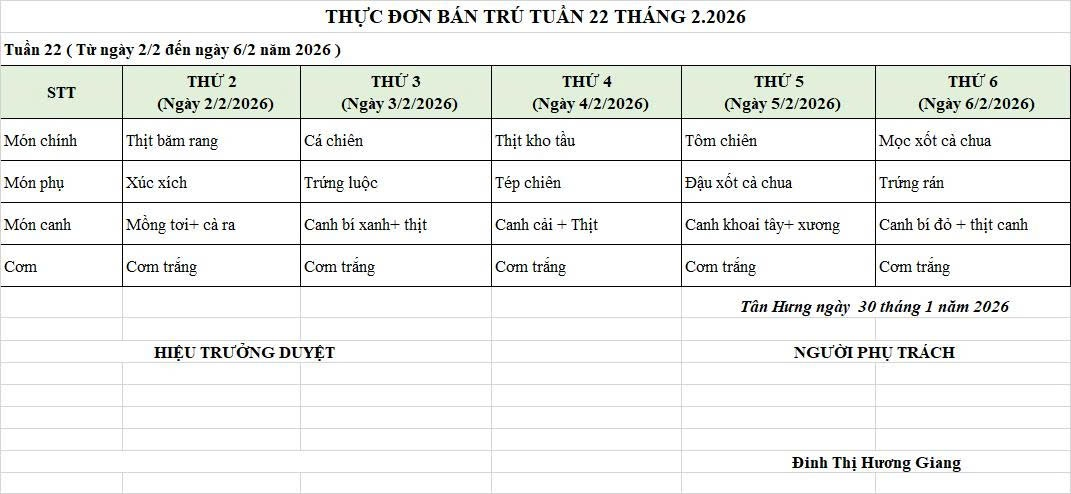 THỰC ĐƠN BÁN TRÚ TUẦN 22 THÁNG 2.2026
Tuần 22 ( Từ ngày 2/2 đến ngày 6/2 năm 2026 )
STT THỨ 2 (Ngày 2/2/2026) THỨ 3 (Ngày 3/2/2026) THỨ 4 (Ngày 4/2/2026) THỨ 5 (Ngày 5/2/2026) THỨ 6 (Ngày 6/2/2026)
Món chính Thịt băm rang Cá chiên Thịt kho tầu Tôm chiên Mọc xốt cà chua
Món phụ Xúc xích Trứng luộc Tép chiên Đậu xốt cà chua Trứng rán
Món canh Mồng tơi+ cà ra Canh bí xanh+ thịt Canh cải + Thịt Canh khoai tây+ xương Canh bí đỏ + thịt canh
Cơm Cơm trắng Cơm trắng Cơm trắng Cơm trắng Cơm trắng
Tân Hưng ngày 30 tháng 1 năm 2026
HIỆU TRƯỞNG DUYỆT NGƯỜI PHỤ TRÁCH
Đinh Thị Hương Giang